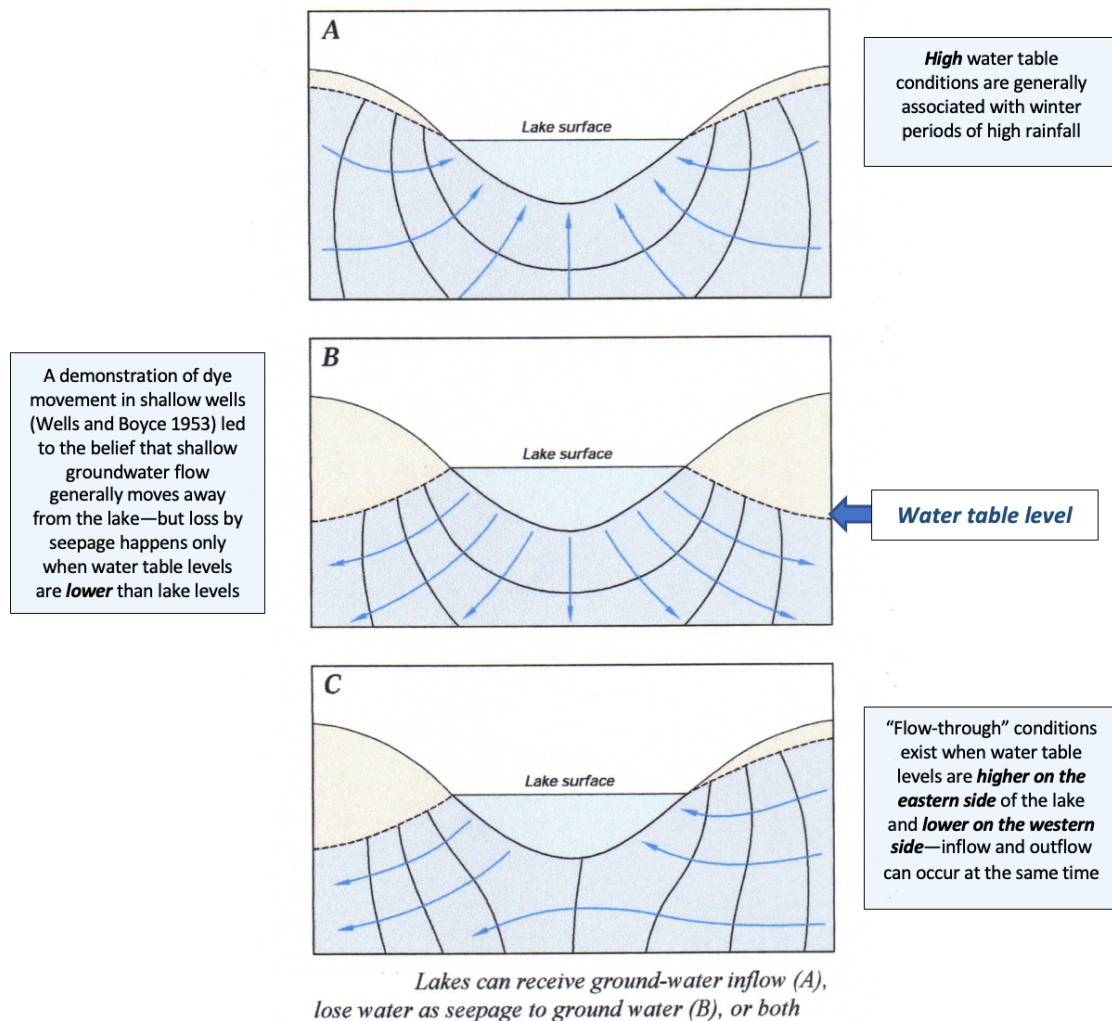 A
Lake surface
High water table
conditions are generally
associated with winter
periods of high rainfall
B
Lake surface
A demonstration of dye
movement in shallow wells
(Wells and Boyce 1953) led
to the belief that shallow
groundwater flow
generally moves away
from the lake—but loss by
seepage happens only
when water table levels
are lower than lake levels
Water table level
C
Lake surface
“Flow-through” conditions
exist when water table
levels are higher on the
eastern side of the lake
and lower on the western
side—inflow and outflow
can occur at the same time
Lakes can receive ground-water inflow (A),
lose water as seepage to ground water (B), or both